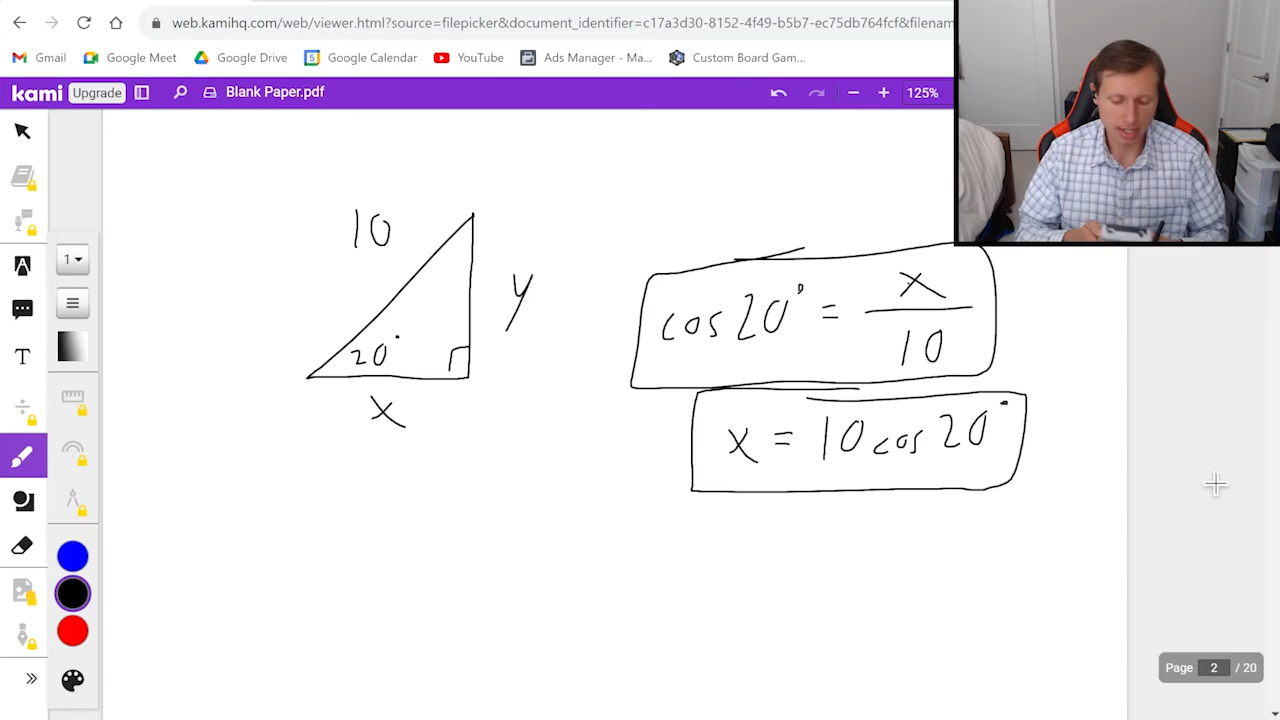 web.kamihq.com/web/viewer.html?source=filepicker&document_identifier=c17a3d30-8152-4f49-b5b7-ec75db764fcf&filenam
Gmail Google Meet Google Drive 5 Google Calendar YouTube Ads Manager - Ma... Custom Board Gam...
kami Upgrade Blank Paper.pdf 125%
1
A
T
10
y
20°
x
cos 20° = x/10
x = 10 cos 20°
Page 2 / 20